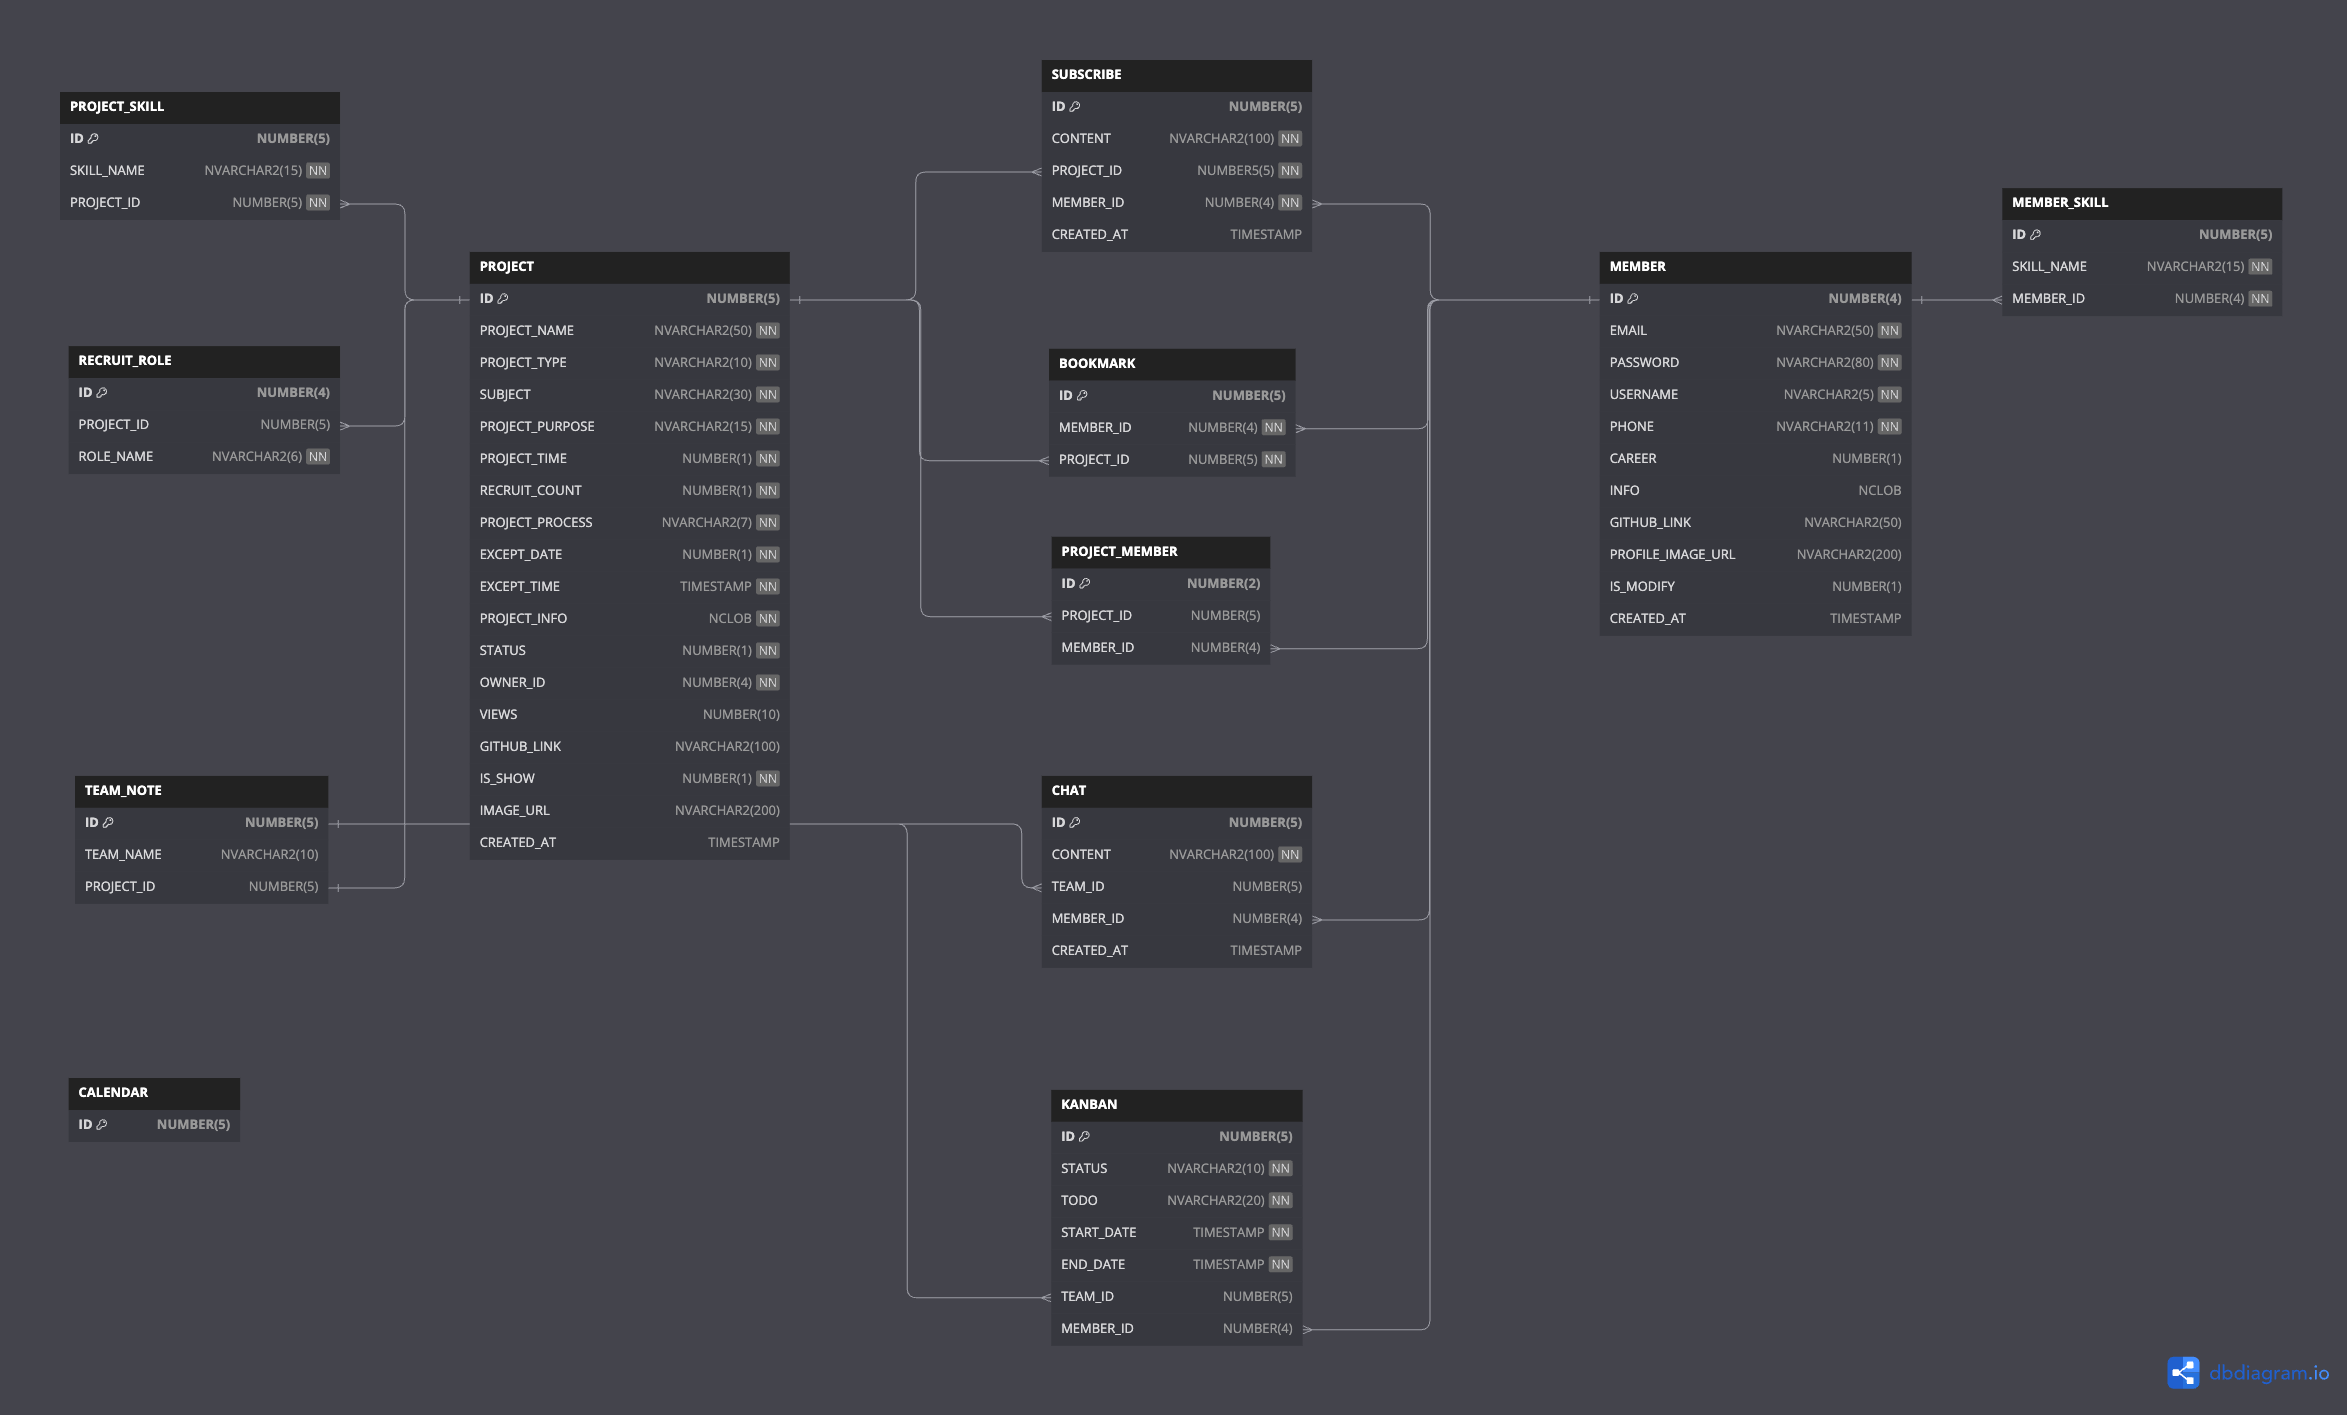 PROJECT_SKILL
ID NUMBER(5)
SKILL_NAME NVARCHAR2(15) NN
PROJECT_ID NUMBER(5) NN
RECRUIT_ROLE
ID NUMBER(4)
PROJECT_ID NUMBER(5)
ROLE_NAME NVARCHAR2(6) NN
TEAM_NOTE
ID NUMBER(5)
TEAM_NAME NVARCHAR2(10)
PROJECT_ID NUMBER(5)
CALENDAR
ID NUMBER(5)
PROJECT
ID NUMBER(5)
PROJECT_NAME NVARCHAR2(50) NN
PROJECT_TYPE NVARCHAR2(10) NN
SUBJECT NVARCHAR2(30) NN
PROJECT_PURPOSE NVARCHAR2(15) NN
PROJECT_TIME NUMBER(1) NN
RECRUIT_COUNT NUMBER(1) NN
PROJECT_PROCESS NVARCHAR2(7) NN
EXCEPT_DATE NUMBER(1) NN
EXCEPT_TIME TIMESTAMP NN
PROJECT_INFO NCLOB NN
STATUS NUMBER(1) NN
OWNER_ID NUMBER(4) NN
VIEWS NUMBER(10)
GITHUB_LINK NVARCHAR2(100)
IS_SHOW NUMBER(1) NN
IMAGE_URL NVARCHAR2(200)
CREATED_AT TIMESTAMP
SUBSCRIBE
ID NUMBER(5)
CONTENT NVARCHAR2(100) NN
PROJECT_ID NUMBER5(5) NN
MEMBER_ID NUMBER(4) NN
CREATED_AT TIMESTAMP
BOOKMARK
ID NUMBER(5)
MEMBER_ID NUMBER(4) NN
PROJECT_ID NUMBER(5) NN
PROJECT_MEMBER
ID NUMBER(2)
PROJECT_ID NUMBER(5)
MEMBER_ID NUMBER(4)
CHAT
ID NUMBER(5)
CONTENT NVARCHAR2(100) NN
TEAM_ID NUMBER(5)
MEMBER_ID NUMBER(4)
CREATED_AT TIMESTAMP
KANBAN
ID NUMBER(5)
STATUS NVARCHAR2(10) NN
TODO NVARCHAR2(20) NN
START_DATE TIMESTAMP NN
END_DATE TIMESTAMP NN
TEAM_ID NUMBER(5)
MEMBER_ID NUMBER(4)
MEMBER
ID NUMBER(4)
EMAIL NVARCHAR2(50) NN
PASSWORD NVARCHAR2(80) NN
USERNAME NVARCHAR2(5) NN
PHONE NVARCHAR2(11) NN
CAREER NUMBER(1)
INFO NCLOB
GITHUB_LINK NVARCHAR2(50)
PROFILE_IMAGE_URL NVARCHAR2(200)
IS_MODIFY NUMBER(1)
CREATED_AT TIMESTAMP
MEMBER_SKILL
ID NUMBER(5)
SKILL_NAME NVARCHAR2(15) NN
MEMBER_ID NUMBER(4) NN
dbdiagram.io